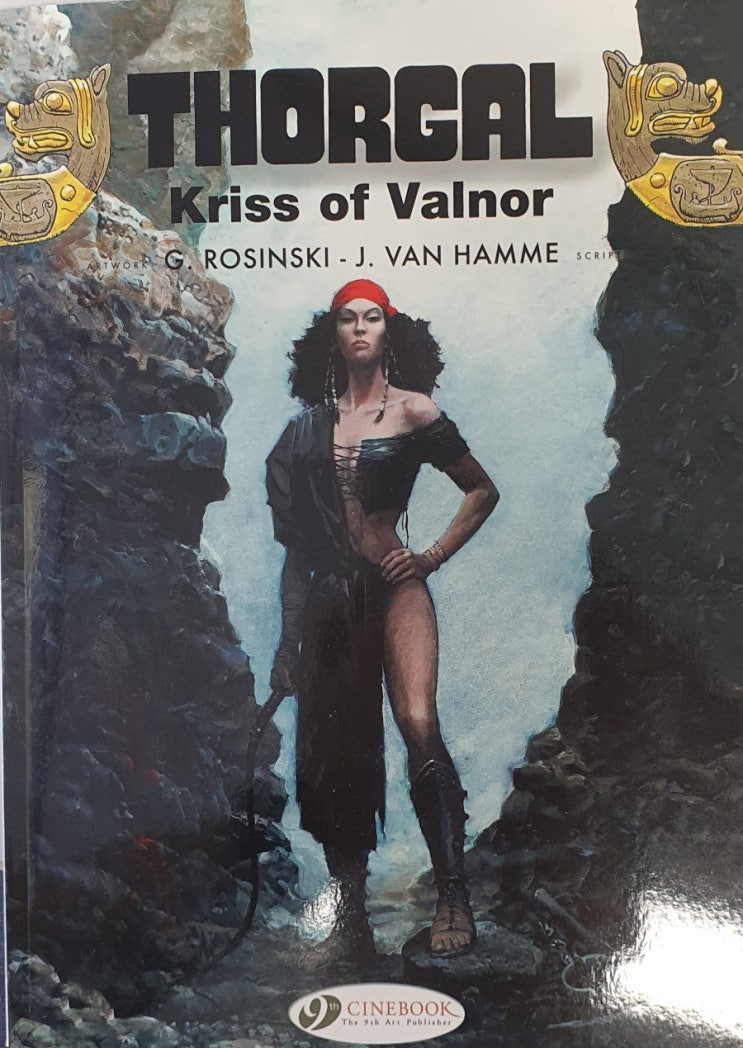 THORGAL
Kriss of Valnor
ARTWORK G. ROSINSKI - J. VAN HAMME SCRIPT
9th CINEBOOK
The 9th Art Publisher